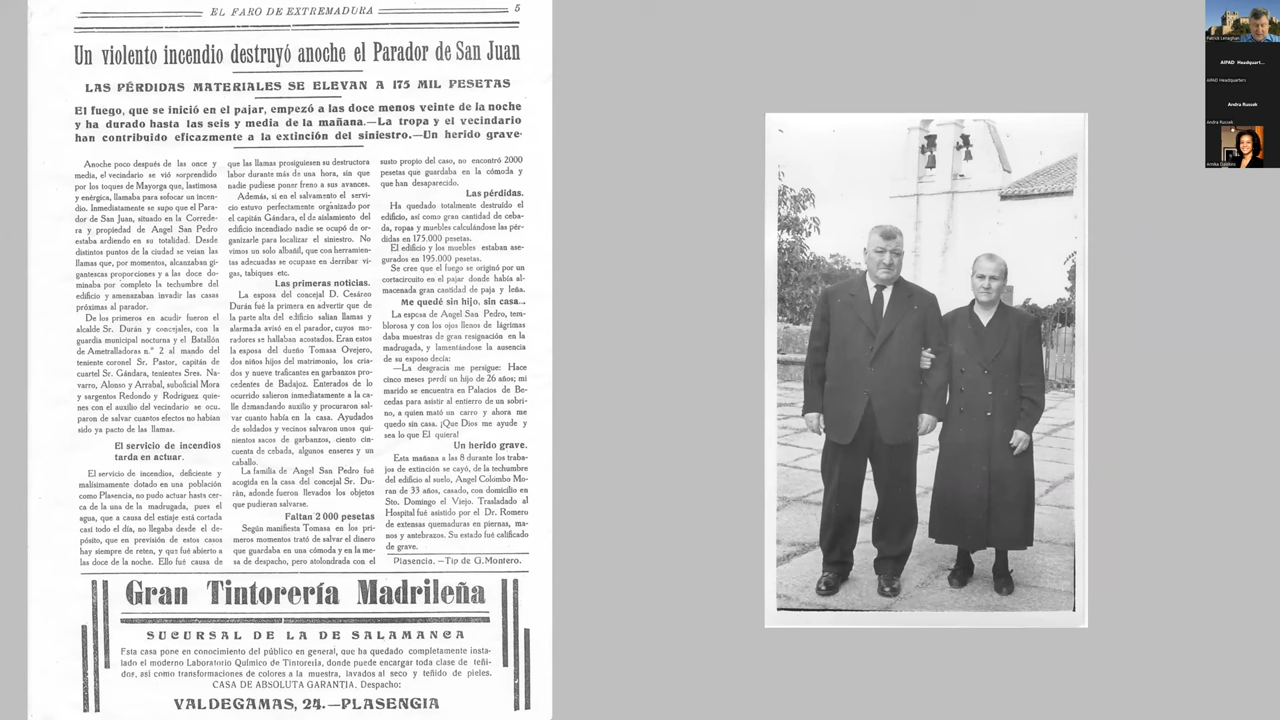 EL FARO DE EXTREMADURA
5
Un violento incendio destruyó anoche el Parador de San Juan
LAS PÉRDIDAS MATERIALES SE ELEVAN A 175 MIL PESETAS
El fuego, que se inició en el pajar, empezó a las doce menos veinte de la noche
y ha durado hasta las seis y media de la mañana.—La tropa y el vecindario
han contribuido eficazmente a la extinción del siniestro.—Un herido grave·
Anoche poco después de las once y
media, el vecindario se vió sorprendido
por los toques de Mayorga que, lastimosa
y enérgica, llamaba para sofocar un incen-
dio. Inmediatamente se supo que el Para-
dor de San Juan, situado en la Correde-
ra y propiedad de Angel San Pedro
estaba ardiendo en su totalidad. Desde
distintos puntos de la ciudad se veían las
llamas que, por momentos, alcanzaban gi-
gantescas proporciones y a las doce do-
minaba por completo la techumbre del
edificio y amenazaban invadir las casas
próximas al parador.
De los primeros en acudir fueron el
alcalde Sr. Durán y concejales, con la
guardia municipal nocturna y el Batallón
de Ametralladoras n.º 2 al mando del
teniente coronel Sr. Pastor, capitán de
cuartel Sr. Gándara, tenientes Sres. Na-
varro, Alonso y Arrabal, suboficial Mora
y sargentos Redondo y Rodríguez quie-
nes con el auxilio del vecindario se ocu.
paron de salvar cuantos efectos no habían
sido ya pacto de las llamas.
El servicio de incendios
tarda en actuar.
El servicio de incendios, deficiente y
malísimamente dotado en una población
como Plasencia, no pudo actuar hasta cer-
ca de la una de la madrugada, pues el
agua, que a causa del estiaje está cortada
casi todo el día, no llegaba desde el de-
pósito, que en previsión de estos casos
hay siempre de reten, y que fué abierto a
las doce de la noche. Ello fué causa de
que las llamas prosiguiesen su destructora
labor durante más de una hora, sin que
nadie pudiese poner freno a sus avances.
Además, si en el salvamento el servi-
cio estuvo perfectamente organizado por
el capitán Gándara, el de aislamiento del
edificio incendiado nadie se ocupó de or-
ganizarle para localizar el siniestro. No
vimos un solo albañil, que con herramien-
tas adecuadas se ocupase en derribar vi-
gas, tabiques etc.
Las primeras noticias.
La esposa del concejal D. Cesáreo
Durán fué la primera en advertir que de
la parte alta del edificio salían llamas y
alarmada avisó en el parador, cuyos mo-
radores se hallaban acostados. Eran estos
la esposa del dueño Tomasa Ovejero,
dos niños hijos del matrimonio, los cria-
dos y nueve traficantes en garbanzos pro-
cedentes de Badajoz. Enterados de lo
ocurrido salieron inmediatamente a la ca-
lle demandando auxilio y procuraron sal-
var cuanto había en la casa. Ayudados
de soldados y vecinos salvaron unos qui-
nientos sacos de garbanzos, ciento cin-
cuenta de cebada, algunos enseres y un
caballo.
La familia de Angel San Pedro fué
acogida en la casa del concejal Sr. Du-
rán, adonde fueron llevados los objetos
que pudieran salvarse.
Faltan 2 000 pesetas
Según manifiesta Tomasa en los pri-
meros momentos trató de salvar el dinero
que guardaba en una cómoda y en la me-
sa de despacho, pero atolondrada con el
susto propio del caso, no encontró 2000
pesetas que guardaba en la cómoda y
que han desaparecido.
Las pérdidas.
Ha quedado totalmente destruído el
edificio, así como gran cantidad de ceba-
da, ropas y muebles calculándose las pér-
didas en 175.000 pesetas.
El edificio y los muebles estaban ase-
gurados en 195.000 pesetas.
Se cree que el fuego se originó por un
cortacircuito en el pajar donde había al-
macenada gran cantidad de paja y leña.
Me quedé sin hijo, sin casa...
La esposa de Angel San Pedro, tem-
blorosa y con los ojos llenos de lágrimas
daba muestras de gran resignación en la
madrugada, y lamentándose la ausencia
de su esposo decía:
—La desgracia me persigue: Hace
cinco meses perdí un hijo de 26 años; mi
marido se encuentra en Palacios de Be-
cedas para asistir al entierro de un sobri-
no, a quien mató un carro y ahora me
quedo sin casa. ¡Que Dios me ayude y
sea lo que El quiera!
Un herido grave.
Esta mañana a las 8 durante los traba-
jos de extinción se cayó, de la techumbre
del edificio al suelo, Angel Colombo Mo-
ran de 33 años, casado, con domicilio en
Sto. Domingo el Viejo. Trasladado al
Hospital fué asistido por el Dr. Romero
de extensas quemaduras en piernas, ma-
nos y antebrazos. Su estado fué calificado
de grave.
Plasencia. —Tip de G. Montero.
Gran Tintorería Madrileña
SUCURSAL DE LA DE SALAMANCA
Esta casa pone en conocimiento del público en general, que ha quedado completamente insta-
lado el moderno Laboratorio Químico de Tintorería, donde puede encargar toda clase de teñi-
dos, así como transformaciones de colores a la muestra, lavados al seco y teñido de pieles.
CASA DE ABSOLUTA GARANTIA. Despacho:
VALDEGAMAS, 24.—PLASENGIA
Patrick Lenaghan
AIPAD Headquart...
AIPAD Headquarters
Andra Russek
Andra Russek